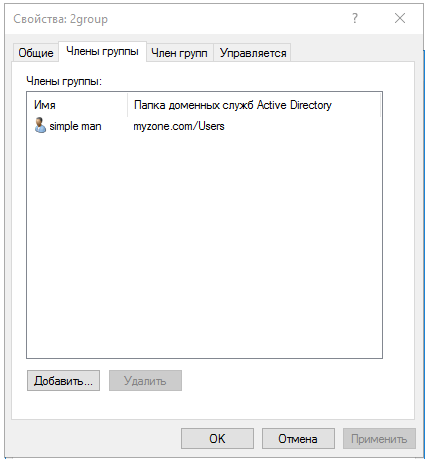 Свойства: 2group
?
Общие Члены группы Член групп Управляется
Члены группы:
Имя Папка доменных служб Active Directory
simple man myzone.com/Users
Добавить... Удалить
OK Отмена Применить